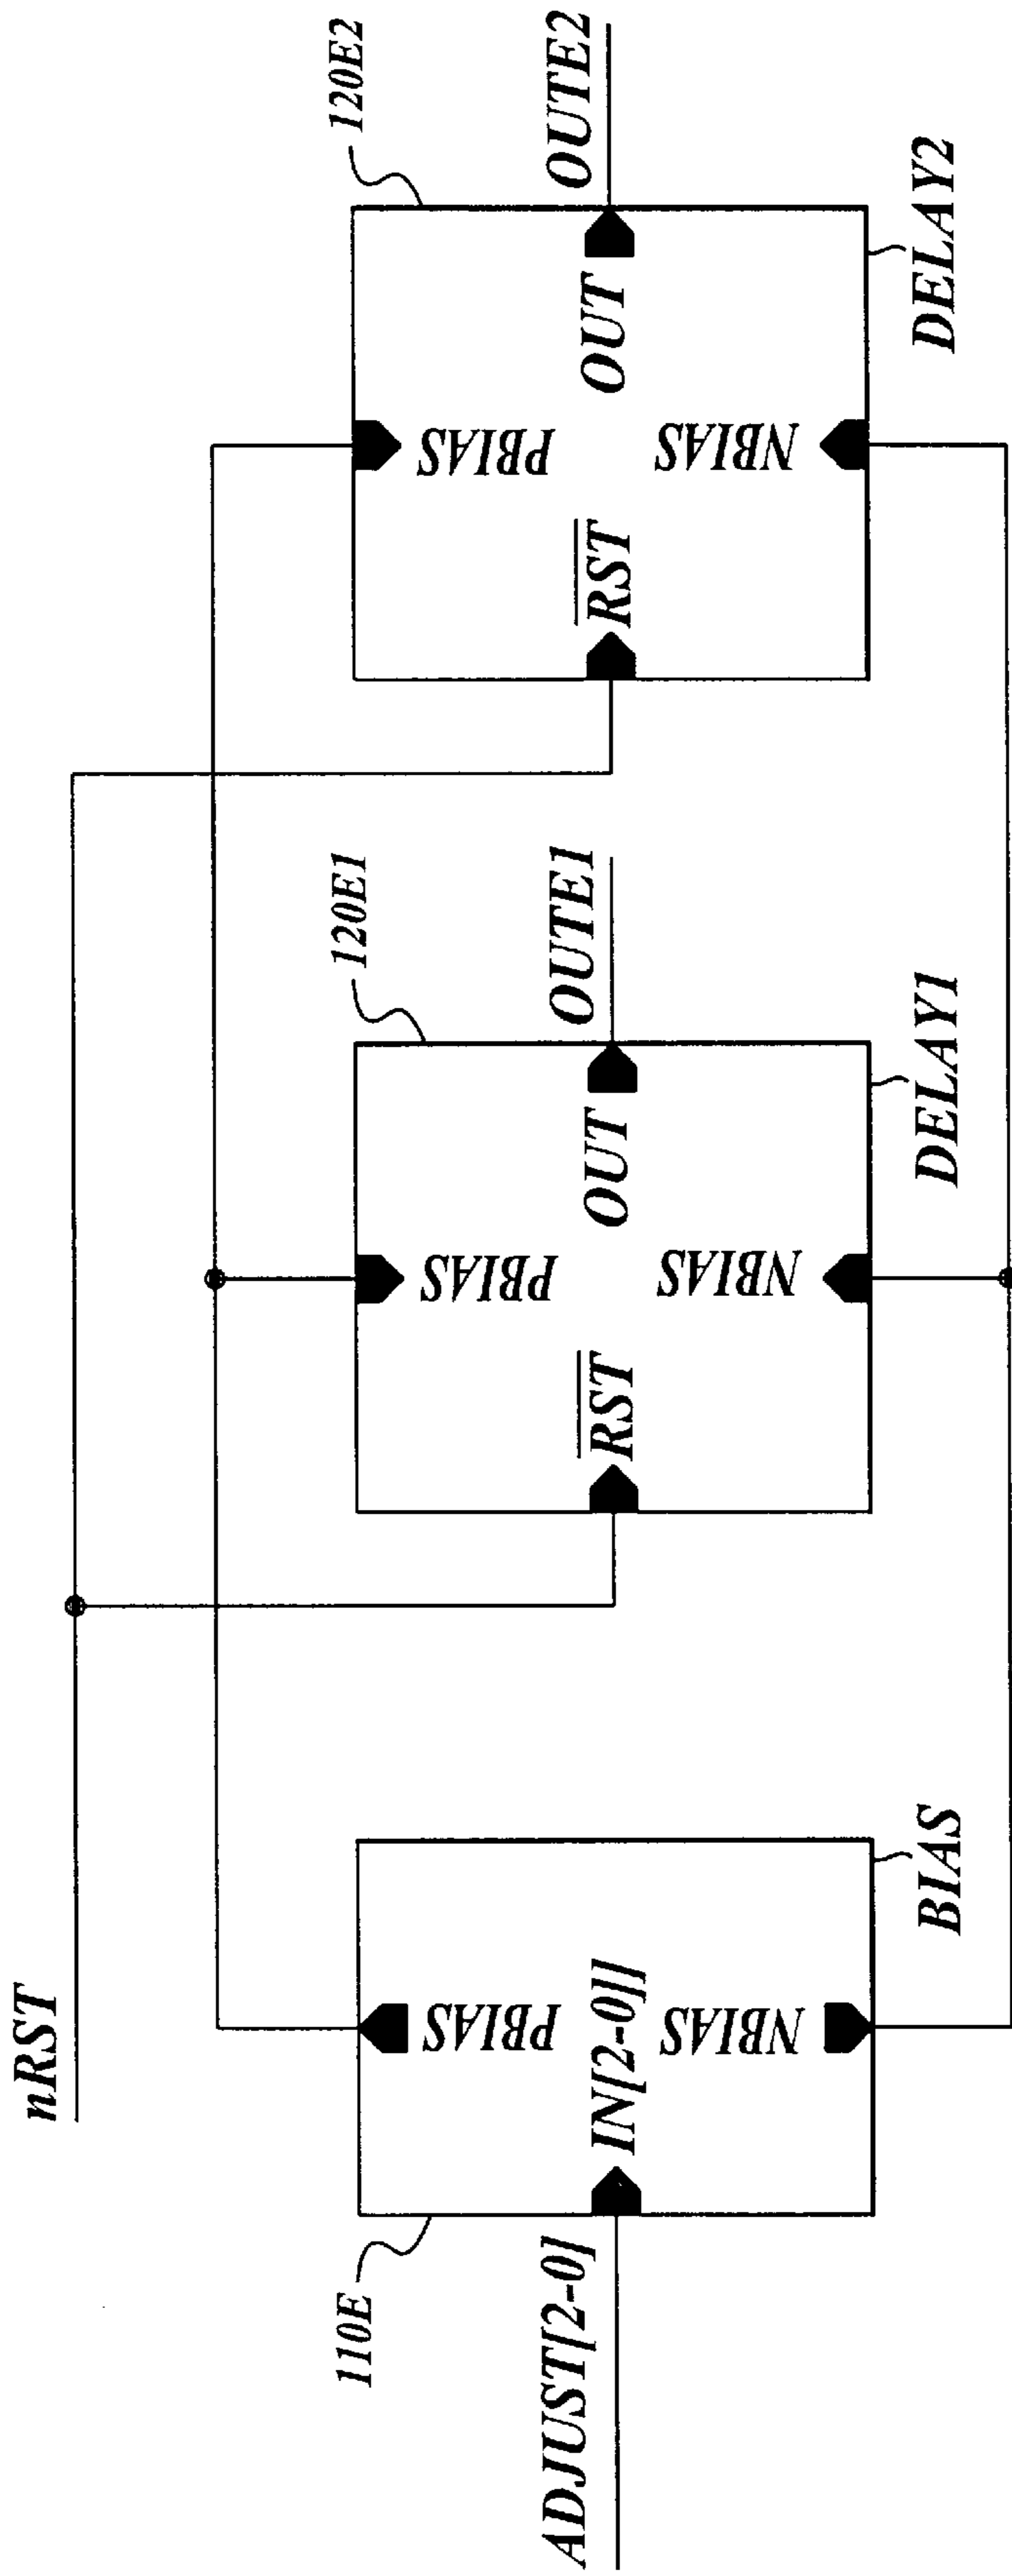 nRST
110E
ADJUST[2-0]
IN[2-0]]
PBIAS
NBIAS
BIAS
120E1
RST
PBIAS
NBIAS
OUT
OUTE1
DELAY1
120E2
RST
PBIAS
NBIAS
OUT
OUTE2
DELAY2